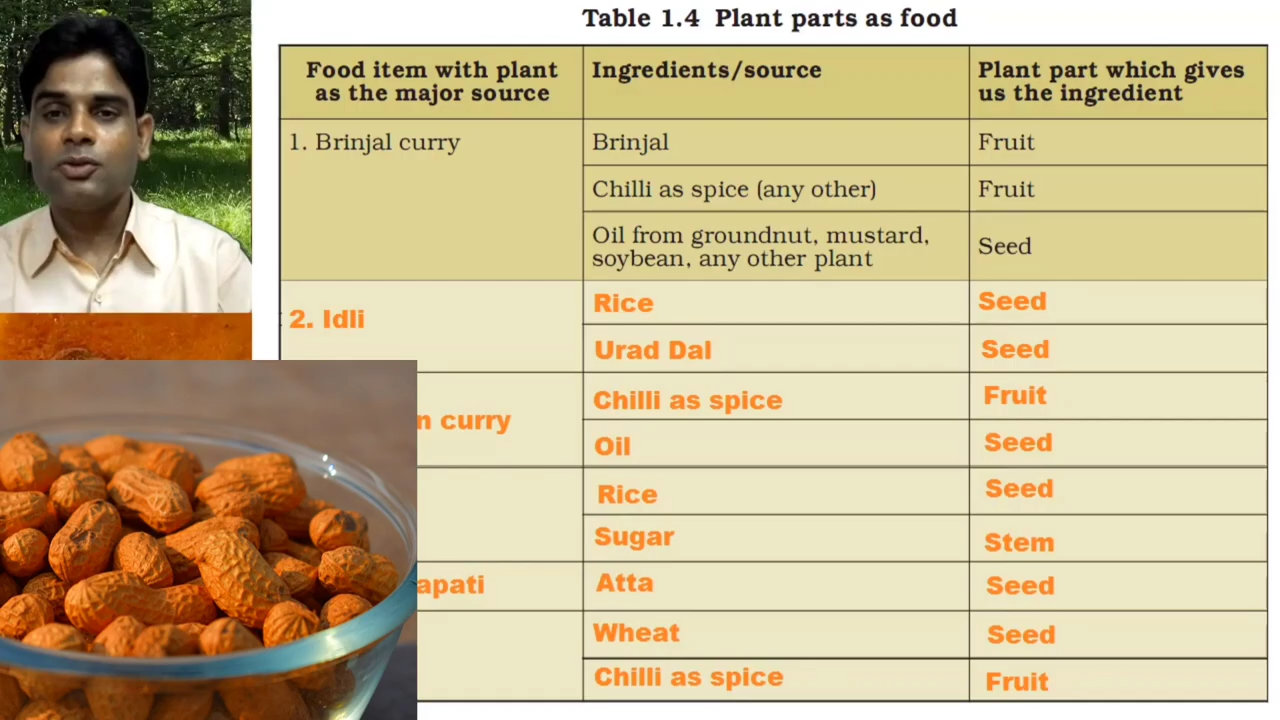 Table 1.4 Plant parts as food
Food item with plant
as the major source
Ingredients/source
Plant part which gives
us the ingredient
1. Brinjal curry
Brinjal
Fruit
Chilli as spice (any other)
Fruit
Oil from groundnut, mustard,
soybean, any other plant
Seed
2. Idli
Rice
Seed
Urad Dal
Seed
n curry
Chilli as spice
Fruit
Oil
Seed
Rice
Seed
Sugar
Stem
apati
Atta
Seed
Wheat
Seed
Chilli as spice
Fruit